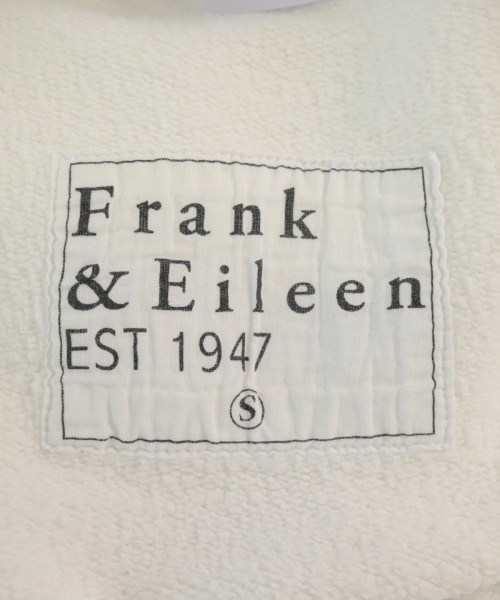 Frank
& Eileen
EST 1947
S